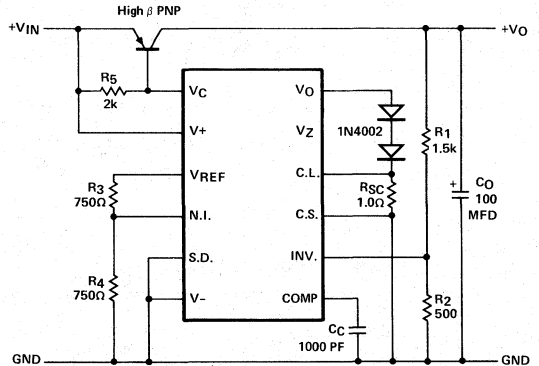 High β PNP
+VIN
+VO
R5
2k
VC
VO
1N4002
V+
VZ
R1
1.5k
VREF
C.L.
R3
750Ω
RSC
1.0Ω
+
CO
100
MFD
N.I.
C.S.
S.D.
INV.
R4
750Ω
V−
COMP
R2
500
CC
1000 PF
GND
GND